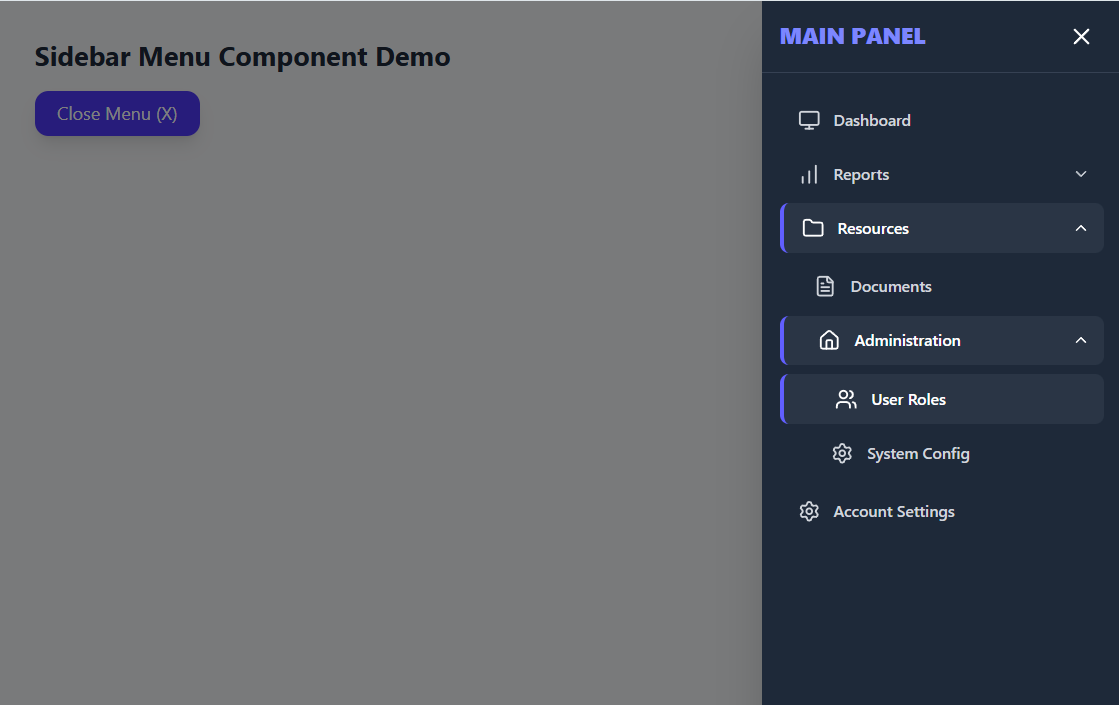 Sidebar Menu Component Demo
Close Menu (X)
MAIN PANEL
Dashboard
Reports
Resources
Documents
Administration
User Roles
System Config
Account Settings